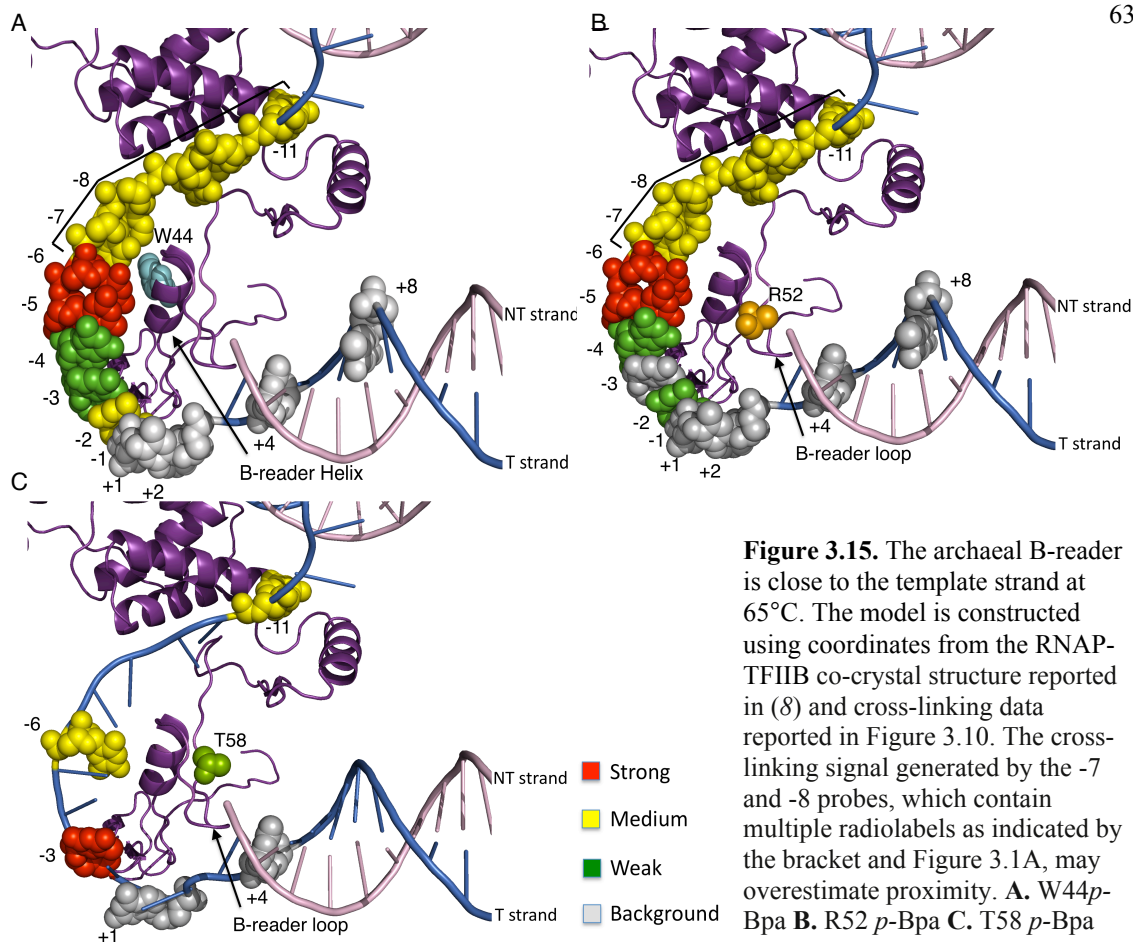 63
A
-11
-8
-7
W44
-6
-5
-4
-3
-2
-1
+1
+2
+4
+8
NT strand
T strand
B-reader Helix
B
-11
-8
-7
-6
R52
-5
-4
-3
-2
-1
+1
+2
+4
+8
NT strand
T strand
B-reader loop
C
-11
-6
T58
-3
+1
+4
NT strand
T strand
B-reader loop
Strong
Medium
Weak
Background
Figure 3.15. The archaeal B-reader
is close to the template strand at
65°C. The model is constructed
using coordinates from the RNAP-
TFIIB co-crystal structure reported
in (8) and cross-linking data
reported in Figure 3.10. The cross-
linking signal generated by the -7
and -8 probes, which contain
multiple radiolabels as indicated by
the bracket and Figure 3.1A, may
overestimate proximity. A. W44p-
Bpa B. R52 p-Bpa C. T58 p-Bpa